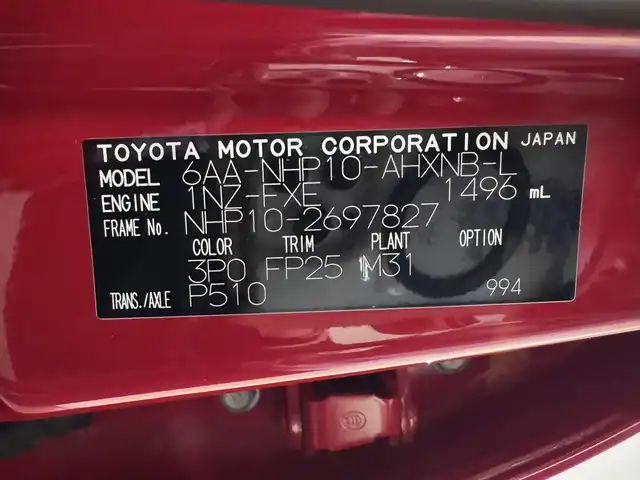 TOYOTA MOTOR CORPORATION JAPAN
MODEL 6AA-NHP10-AHXNB-L
ENGINE 1NZ-FXE 1496 mL
FRAME No. NHP10-2697827
COLOR TRIM PLANT OPTION
3P0 FP25 M31
TRANS./AXLE P510 994